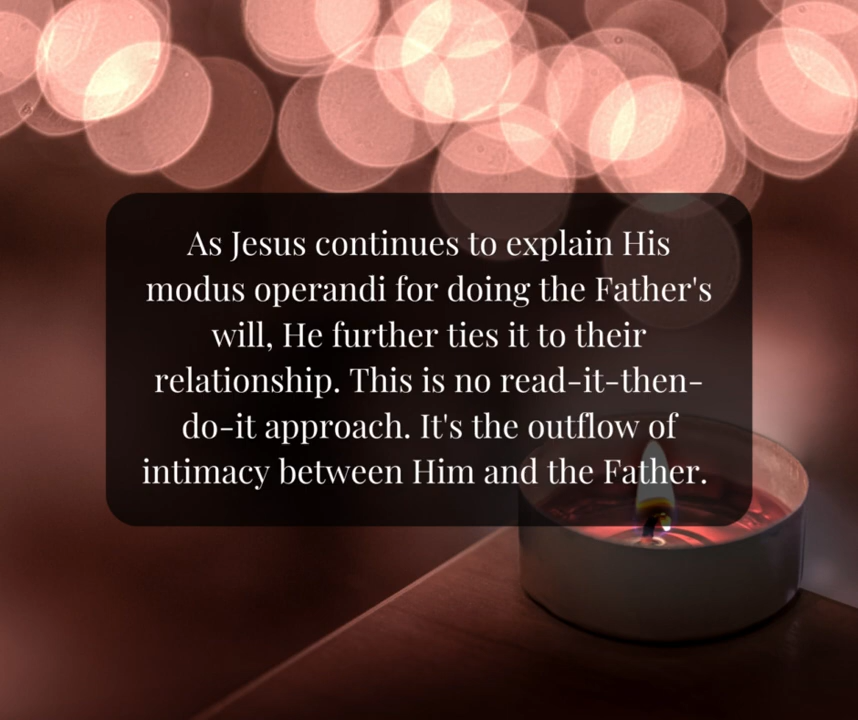 As Jesus continues to explain His
modus operandi for doing the Father's
will, He further ties it to their
relationship. This is no read-it-then-
do-it approach. It's the outflow of
intimacy between Him and the Father.